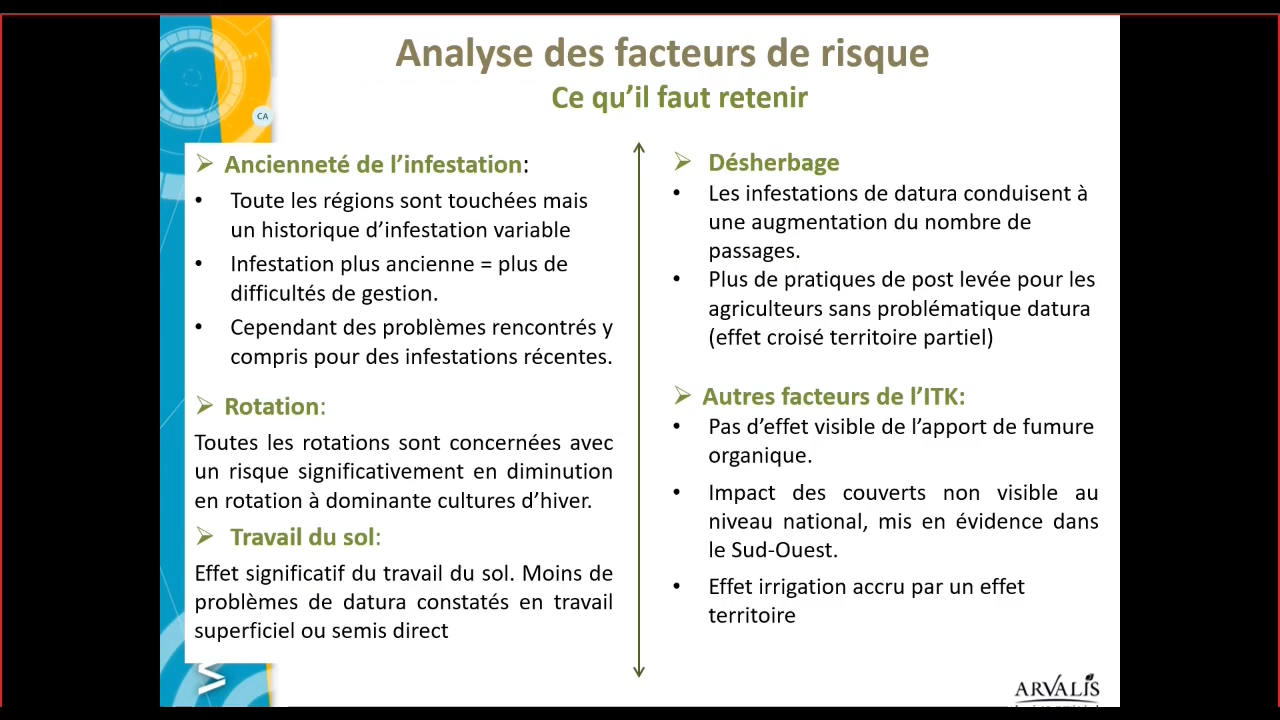 Analyse des facteurs de risque
Ce qu'il faut retenir
CA
Ancienneté de l'infestation:
• Toute les régions sont touchées mais
un historique d'infestation variable
• Infestation plus ancienne = plus de
difficultés de gestion.
• Cependant des problèmes rencontrés y
compris pour des infestations récentes.
Rotation:
Toutes les rotations sont concernées avec
un risque significativement en diminution
en rotation à dominante cultures d'hiver.
Travail du sol:
Effet significatif du travail du sol. Moins de
problèmes de datura constatés en travail
superficiel ou semis direct
Désherbage
• Les infestations de datura conduisent à
une augmentation du nombre de
passages.
• Plus de pratiques de post levée pour les
agriculteurs sans problématique datura
(effet croisé territoire partiel)
Autres facteurs de l'ITK:
• Pas d'effet visible de l'apport de fumure
organique.
• Impact des couverts non visible au
niveau national, mis en évidence dans
le Sud-Ouest.
• Effet irrigation accru par un effet
territoire
ARVALIS